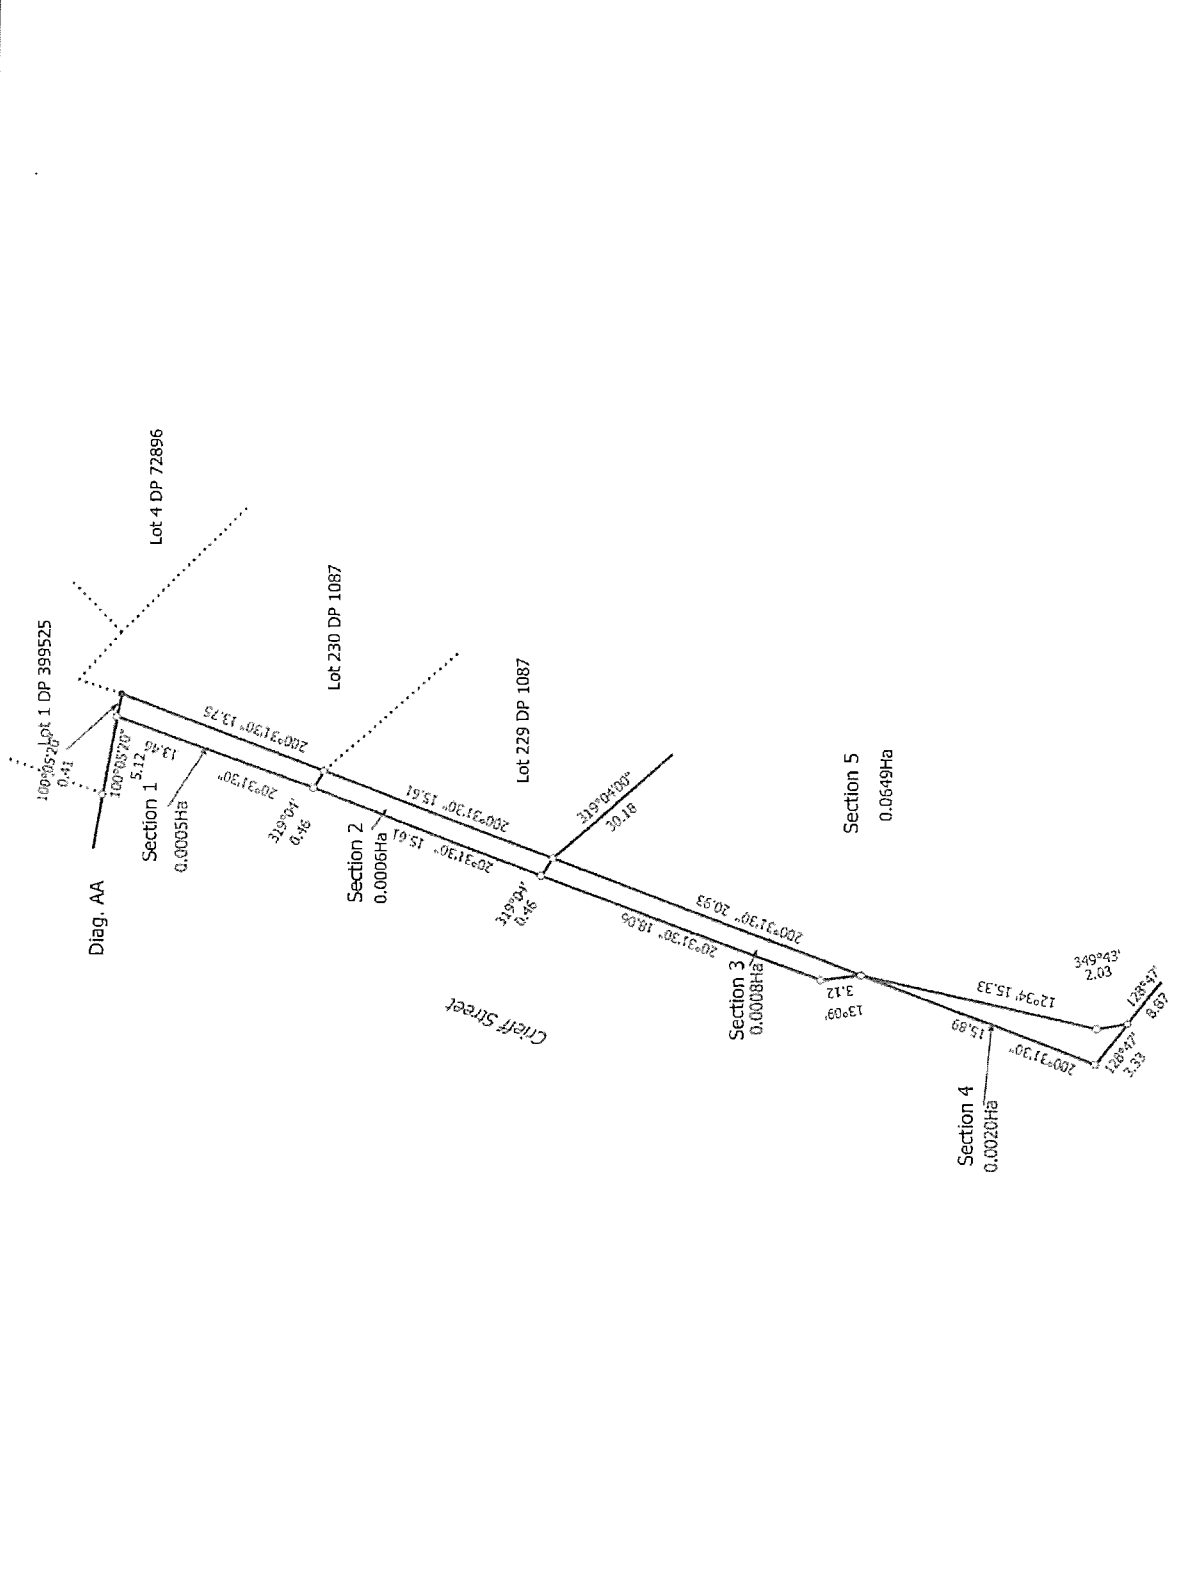 Lot 4 DP 72896
Lot 1 DP 399525
100°05'20"
0.41
100°05'20"
5.12
Diag. AA
Section 1
0.0005Ha
13.46
20°31'30"
200°31'30" 13.75
Lot 230 DP 1087
319°04'
0.46
Section 2
0.0006Ha
20°31'30" 15.61
200°31'30" 15.61
Lot 229 DP 1087
319°04'00"
30.18
319°04'
0.46
Crieff Street
20°31'30" 18.06
200°31'30" 20.93
Section 3
0.0008Ha
3.12
13°09'
Section 5
0.0649Ha
12°34' 15.33
15.89
200°31'30"
Section 4
0.0020Ha
349°43'
2.03
128°47'
3.33
128°47'
8.87